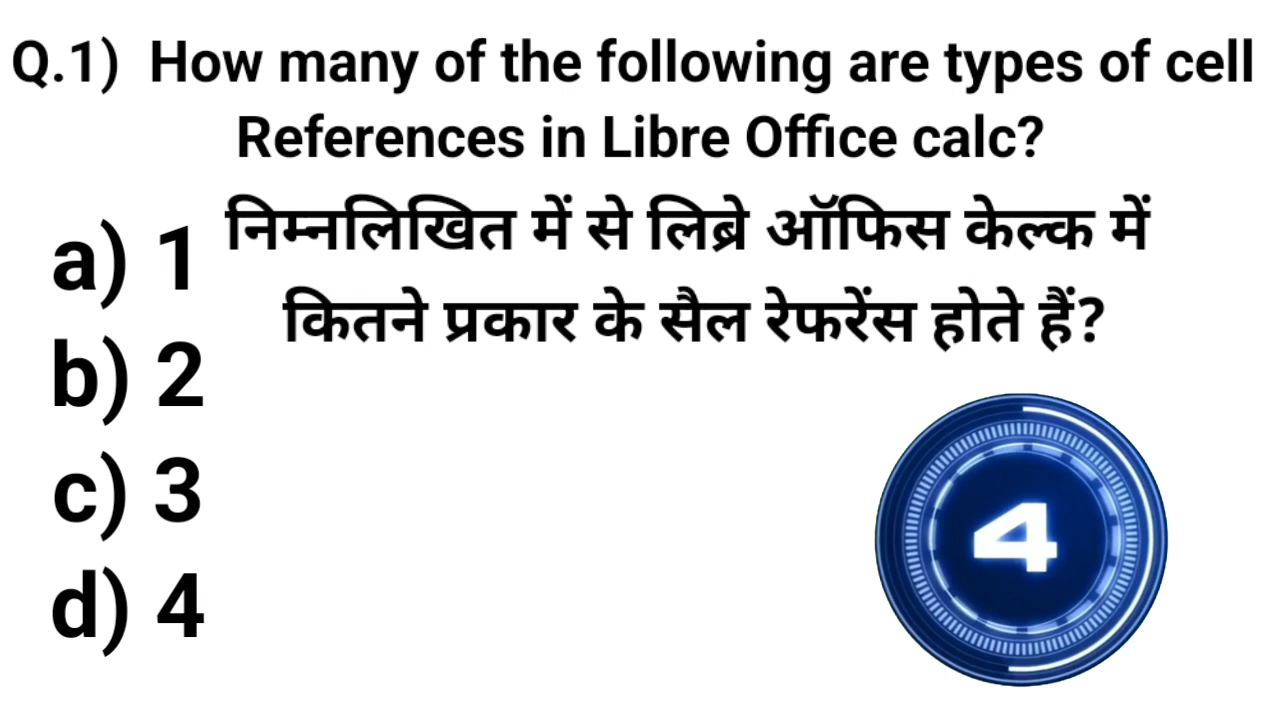 Q.1) How many of the following are types of cell
References in Libre Office calc?
निम्नलिखित में से लिब्रे ऑफिस केल्क में
कितने प्रकार के सैल रेफरेंस होते हैं?
a) 1
b) 2
c) 3
d) 4
4